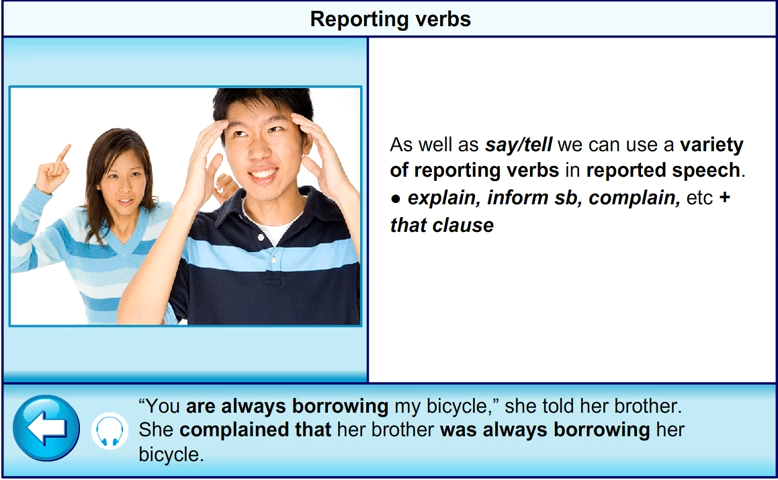 Reporting verbs
As well as say/tell we can use a variety
of reporting verbs in reported speech.
● explain, inform sb, complain, etc +
that clause
“You are always borrowing my bicycle,” she told her brother.
She complained that her brother was always borrowing her
bicycle.